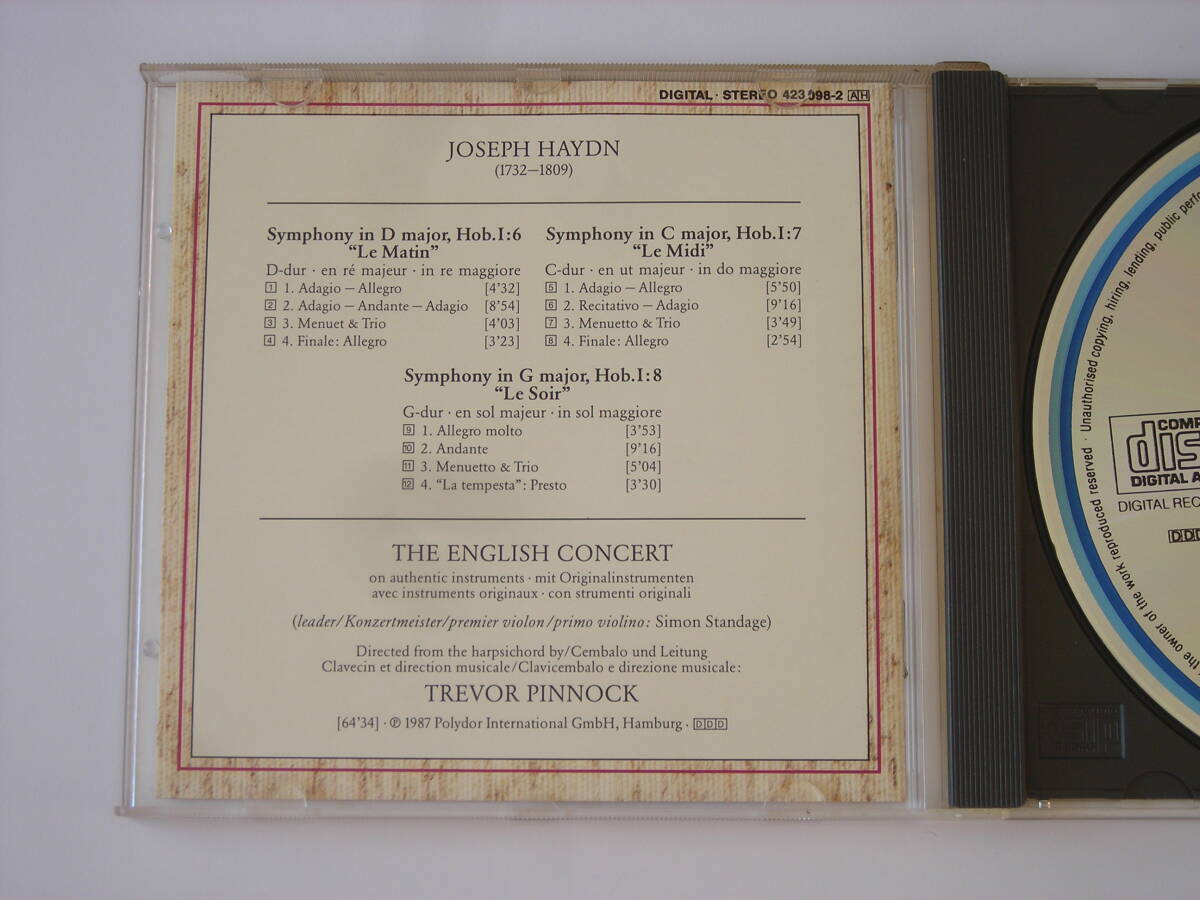 DIGITAL · STEREO 423 098-2 AH
JOSEPH HAYDN
(1732–1809)
Symphony in D major, Hob.I:6
“Le Matin”
D-dur · en ré majeur · in re maggiore
1 1. Adagio – Allegro [4'32]
2 2. Adagio – Andante – Adagio [8'54]
3 3. Menuet & Trio [4'03]
4 4. Finale: Allegro [3'23]
Symphony in C major, Hob.I:7
“Le Midi”
C-dur · en ut majeur · in do maggiore
5 1. Adagio – Allegro [5'50]
6 2. Recitativo – Adagio [9'16]
7 3. Menuetto & Trio [3'49]
8 4. Finale: Allegro [2'54]
Symphony in G major, Hob.I:8
“Le Soir”
G-dur · en sol majeur · in sol maggiore
9 1. Allegro molto [3'53]
10 2. Andante [9'16]
11 3. Menuetto & Trio [5'04]
12 4. “La tempesta”: Presto [3'30]
THE ENGLISH CONCERT
on authentic instruments · mit Originalinstrumenten
avec instruments originaux · con strumenti originali
(leader/Konzertmeister/premier violon/primo violino: Simon Standage)
Directed from the harpsichord by/Cembalo und Leitung
Clavecin et direction musicale/Clavicembalo e direzione musicale:
TREVOR PINNOCK
[64'34] · ℗ 1987 Polydor International GmbH, Hamburg · DDD
the owner of the work reproduced reserved · Unauthorised copying, hiring, lending, public
COMP
DIGITAL
DIGITAL
DDD